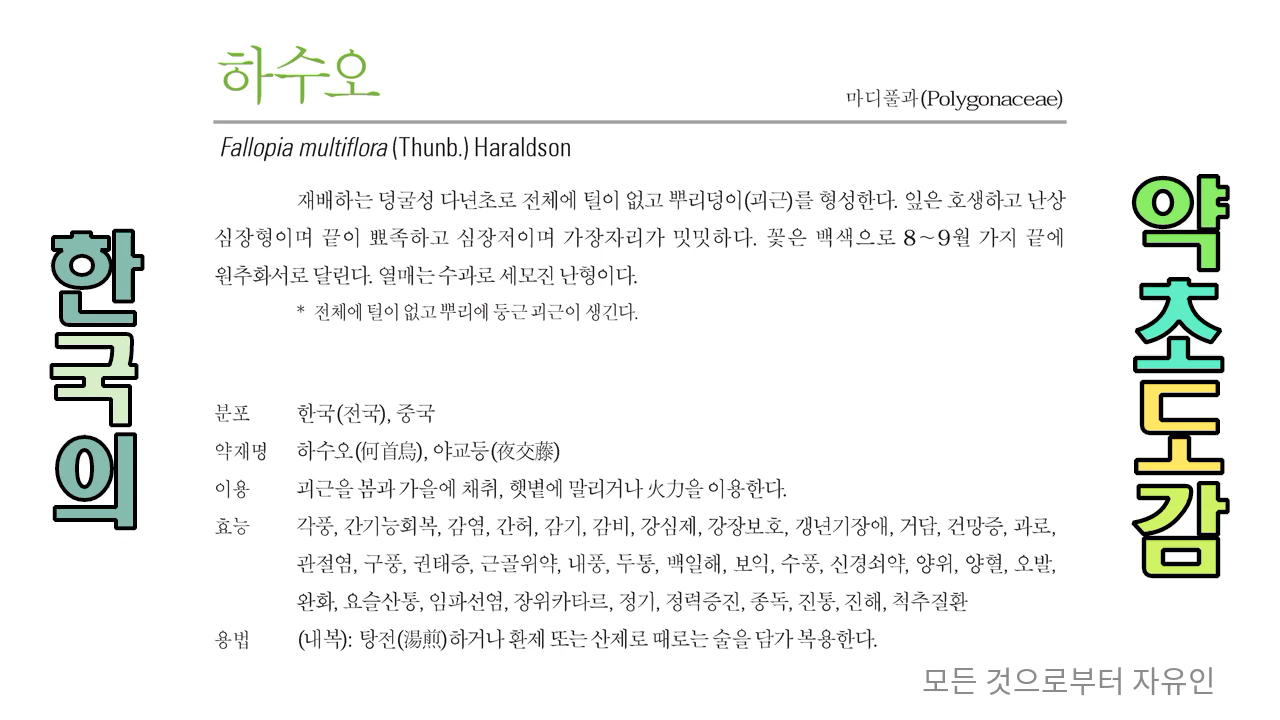 하수오
마디풀과(Polygonaceae)
Fallopia multiflora (Thunb.) Haraldson
재배하는 덩굴성 다년초로 전체에 털이 없고 뿌리덩이(괴근)를 형성한다. 잎은 호생하고 난상
심장형이며 끝이 뾰족하고 심장저이며 가장자리가 밋밋하다. 꽃은 백색으로 8~9월 가지 끝에
원추화서로 달린다. 열매는 수과로 세모진 난형이다.
* 전체에 털이 없고 뿌리에 둥근 괴근이 생긴다.
분포 한국(전국), 중국
약재명 하수오(何首烏), 야교등(夜交藤)
이용 괴근을 봄과 가을에 채취, 햇볕에 말리거나 火力을 이용한다.
효능 각풍, 간기능회복, 감염, 간허, 감기, 감비, 강심제, 강장보호, 갱년기장애, 거담, 건망증, 과로,
관절염, 구풍, 권태증, 근골위약, 내풍, 두통, 백일해, 보익, 수풍, 신경쇠약, 양위, 양혈, 오발,
완화, 요슬산통, 임파선염, 장위카타르, 정기, 정력증진, 종독, 진통, 진해, 척추질환
용법 (내복): 탕전(湯煎)하거나 환제 또는 산제로 때로는 술을 담가 복용한다.
한국의
약초도감
모든 것으로부터 자유인